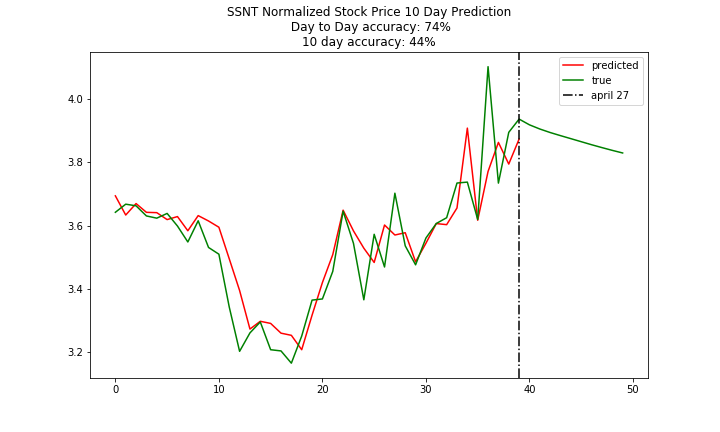 SSNT Normalized Stock Price 10 Day Prediction
Day to Day accuracy: 74%
10 day accuracy: 44%
predicted
true
april 27
4.0
3.8
3.6
3.4
3.2
0 10 20 30 40 50